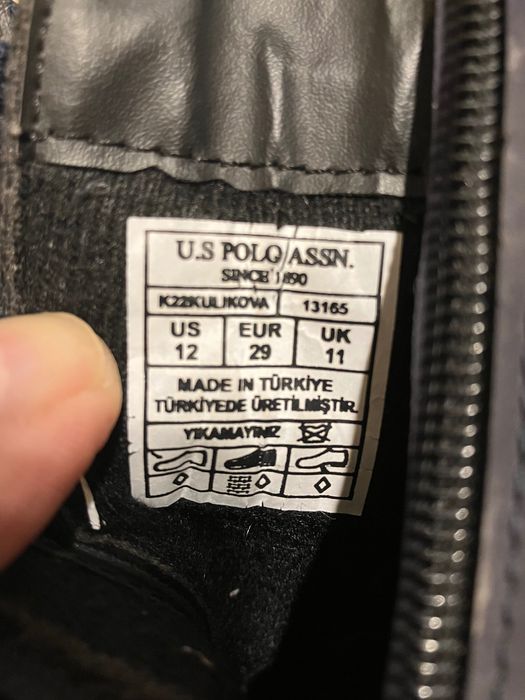 U.S POLO ASSN.
SINCE 1890
K22KULIKOVA 13165
US EUR UK
12 29 11
MADE IN TÜRKİYE
TÜRKİYEDE ÜRETİLMİŞTİR.
YIKAMAYINIZ